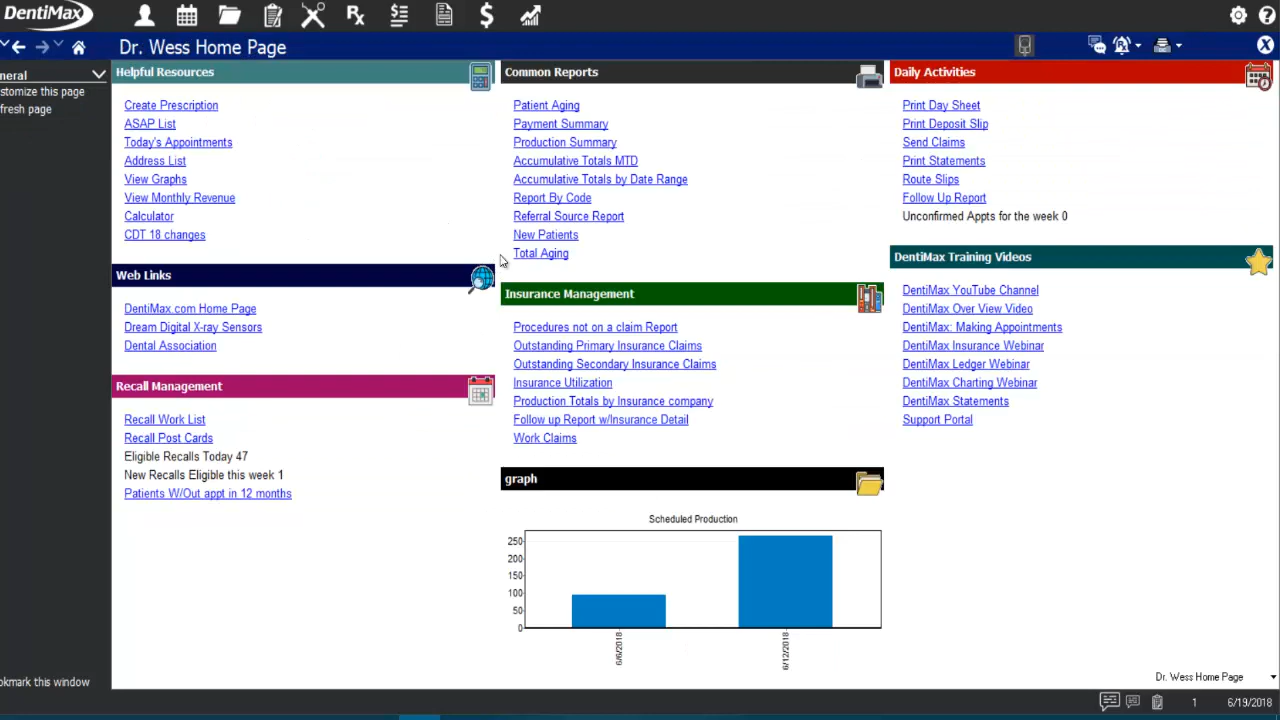 DentiMax
Dr. Wess Home Page
neral
stomize this page
fresh page
Helpful Resources
Create Prescription
ASAP List
Today's Appointments
Address List
View Graphs
View Monthly Revenue
Calculator
CDT 18 changes
Web Links
DentiMax.com Home Page
Dream Digital X-ray Sensors
Dental Association
Recall Management
Recall Work List
Recall Post Cards
Eligible Recalls Today 47
New Recalls Eligible this week 1
Patients W/Out appt in 12 months
Common Reports
Patient Aging
Payment Summary
Production Summary
Accumulative Totals MTD
Accumulative Totals by Date Range
Report By Code
Referral Source Report
New Patients
Total Aging
Insurance Management
Procedures not on a claim Report
Outstanding Primary Insurance Claims
Outstanding Secondary Insurance Claims
Insurance Utilization
Production Totals by Insurance company
Follow up Report w/Insurance Detail
Work Claims
graph
Scheduled Production
250
200
150
100
50
0
6/6/2018
6/12/2018
Daily Activities
Print Day Sheet
Print Deposit Slip
Send Claims
Print Statements
Route Slips
Follow Up Report
Unconfirmed Appts for the week 0
DentiMax Training Videos
DentiMax YouTube Channel
DentiMax Over View Video
DentiMax: Making Appointments
DentiMax Insurance Webinar
DentiMax Ledger Webinar
DentiMax Charting Webinar
DentiMax Statements
Support Portal
Dr. Wess Home Page
okmark this window
1
6/19/2018